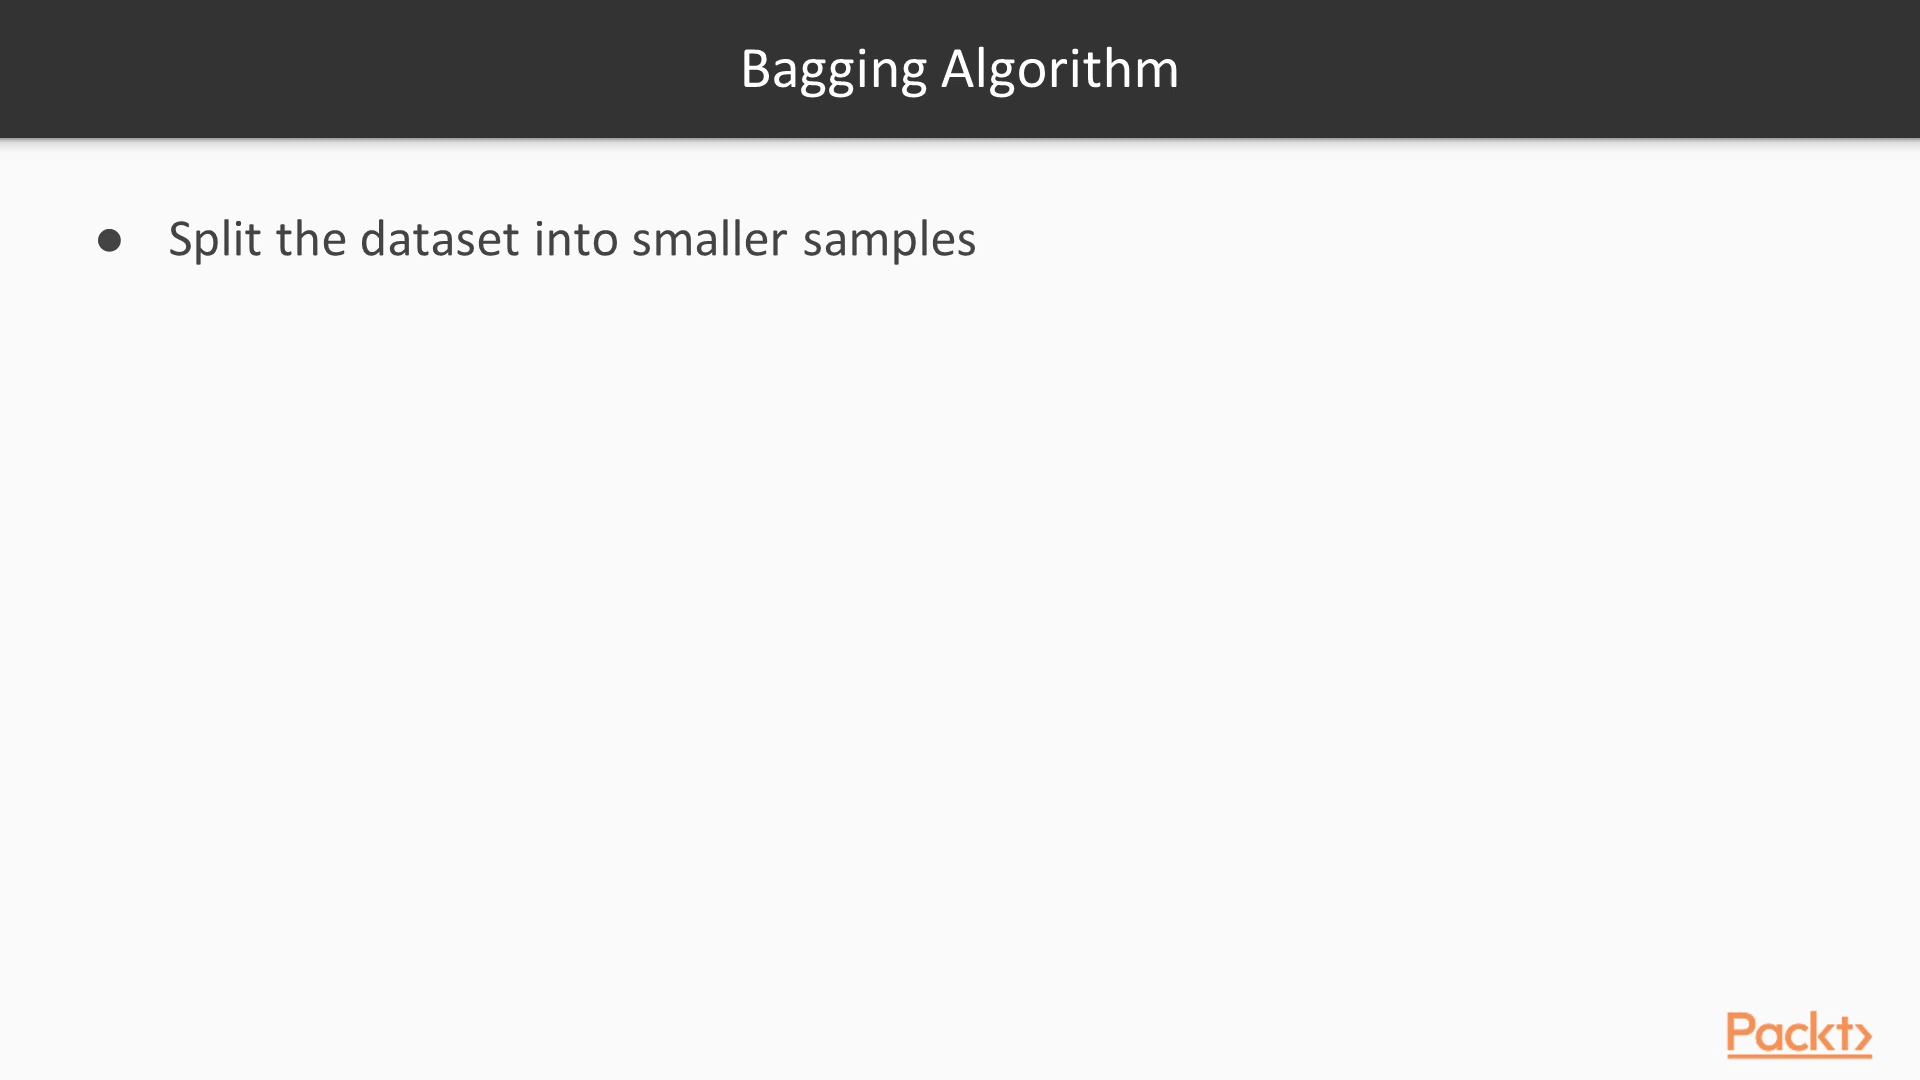 Bagging Algorithm
● Split the dataset into smaller samples
Packt>